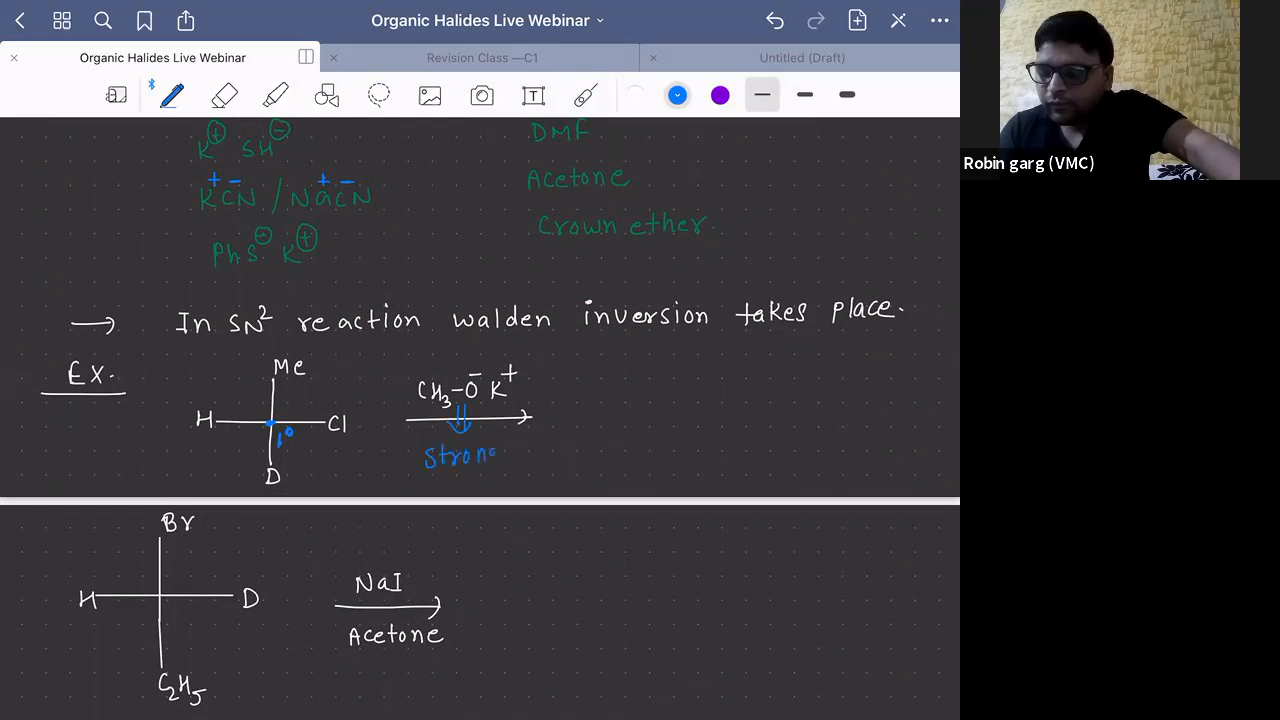 Organic Halides Live Webinar
Organic Halides Live Webinar
Revision Class —C1
Untitled (Draft)
Robin garg (VMC)
K⊕ SH⊖
DMF
K+CN- / Na+CN-
Acetone
Crown ether
PhS⊖ K⊕
→ In SN² reaction walden inversion takes place.
EX.
Me
H
Cl
1°
D
CH₃–O⁻ K⁺
Stron
Br
H
D
C₂H₅
NaI
Acetone